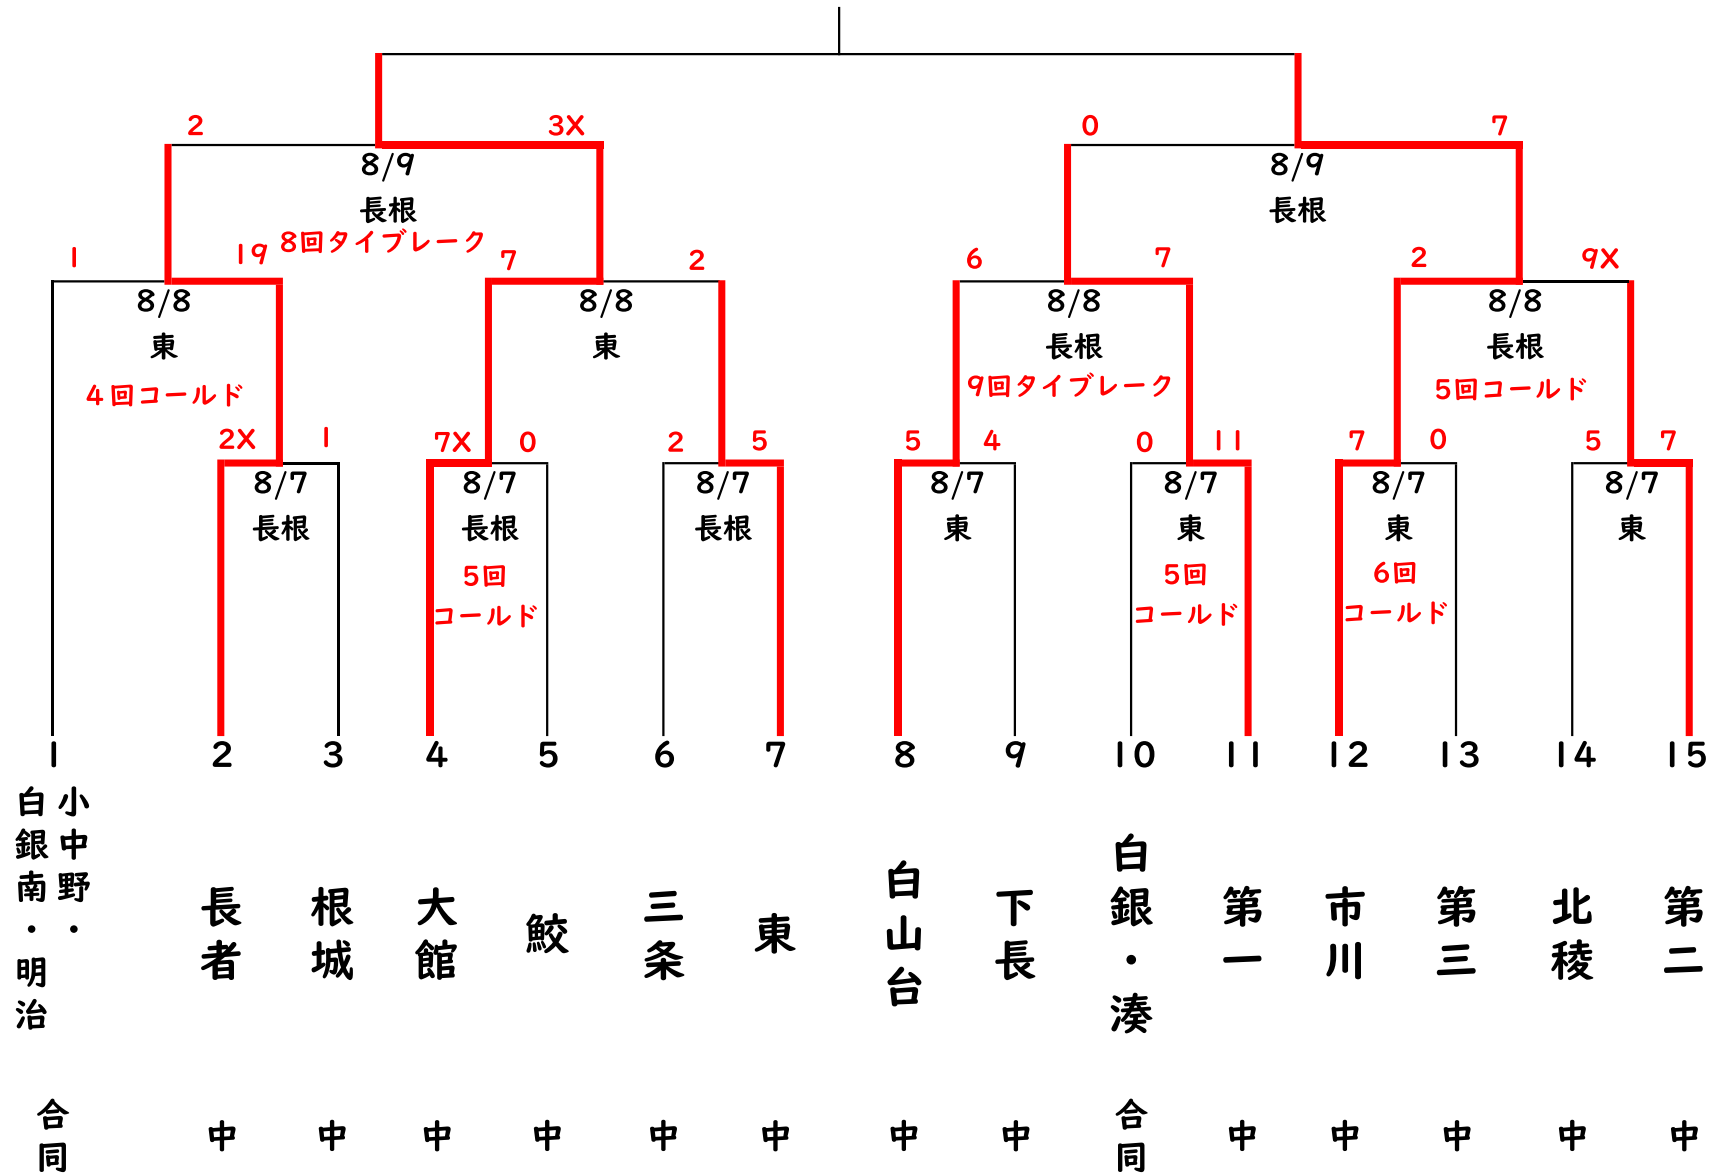 2 3X 0 7
8/9 8/9
長根 長根
8回タイブレーク
1 19 7 2 6 7 2 9X
8/8 8/8 8/8 8/8
東 東 長根 長根
4回コールド 9回タイブレーク 5回コールド
2X 1 7X 0 2 5 5 4 0 11 7 0 5 7
8/7 8/7 8/7 8/7 8/7 8/7 8/7
長根 長根 長根 東 東 東 東
5回 5回 6回
コールド コールド コールド
1 2 3 4 5 6 7 8 9 10 11 12 13 14 15
小中野・
白銀南・明治
合同
長者中
根城中
大館中
鮫中
三条中
東中
白山台中
下長中
白銀・湊合同
第一中
市川中
第三中
北稜中
第二中